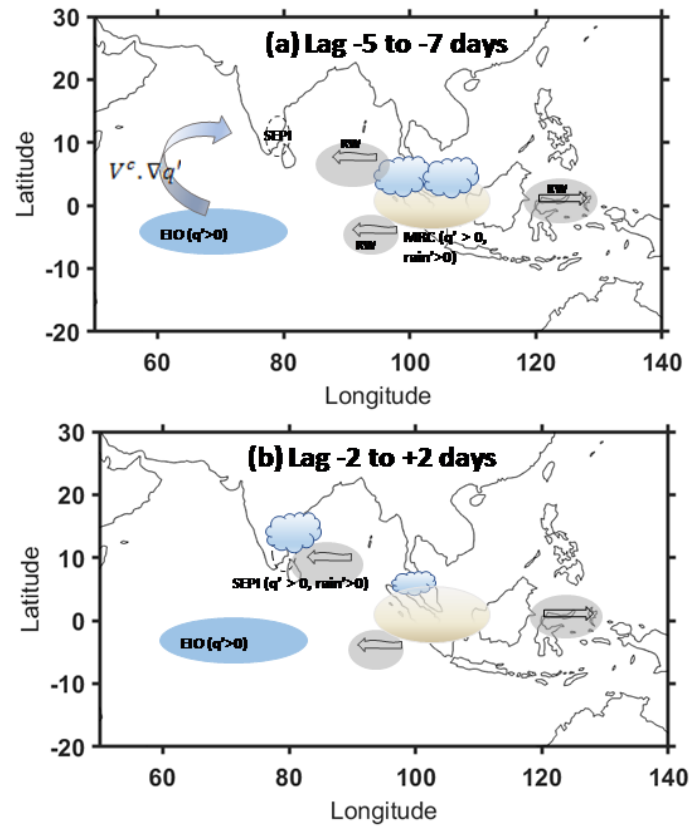 (a) Lag -5 to -7 days
30
20
10
0
-10
-20
Latitude
SEPI
RW
V^c . ∇q'
RW
EIO (q'>0)
RW
MRC (q' > 0,
rain'>0)
60
80
100
120
140
Longitude
(b) Lag -2 to +2 days
30
20
10
0
-10
-20
Latitude
SEPI (q' > 0, rain'>0)
EIO (q'>0)
60
80
100
120
140
Longitude